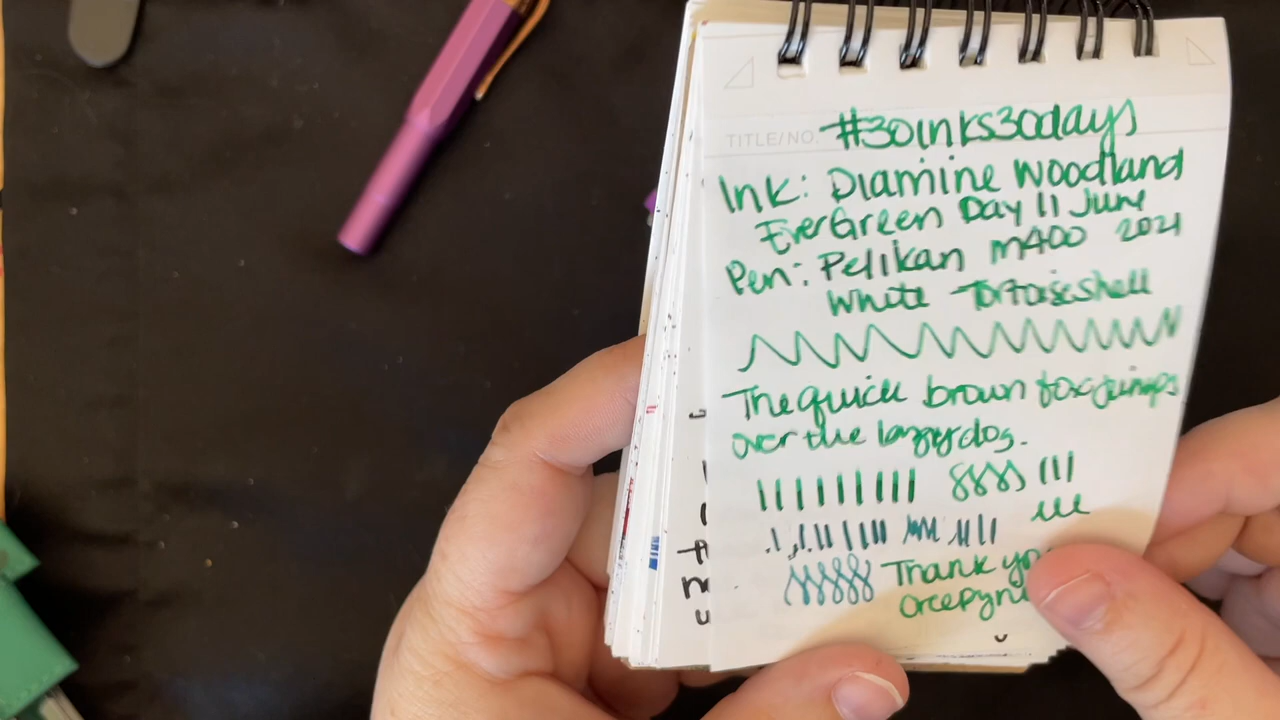 TITLE/NO. #30inks30days
Ink: Diamine Woodland
EverGreen Day 11 June
Pen: Pelikan m400 2021
White Tortoiseshell
The quick brown fox jumps
over the lazy dog.
Thank